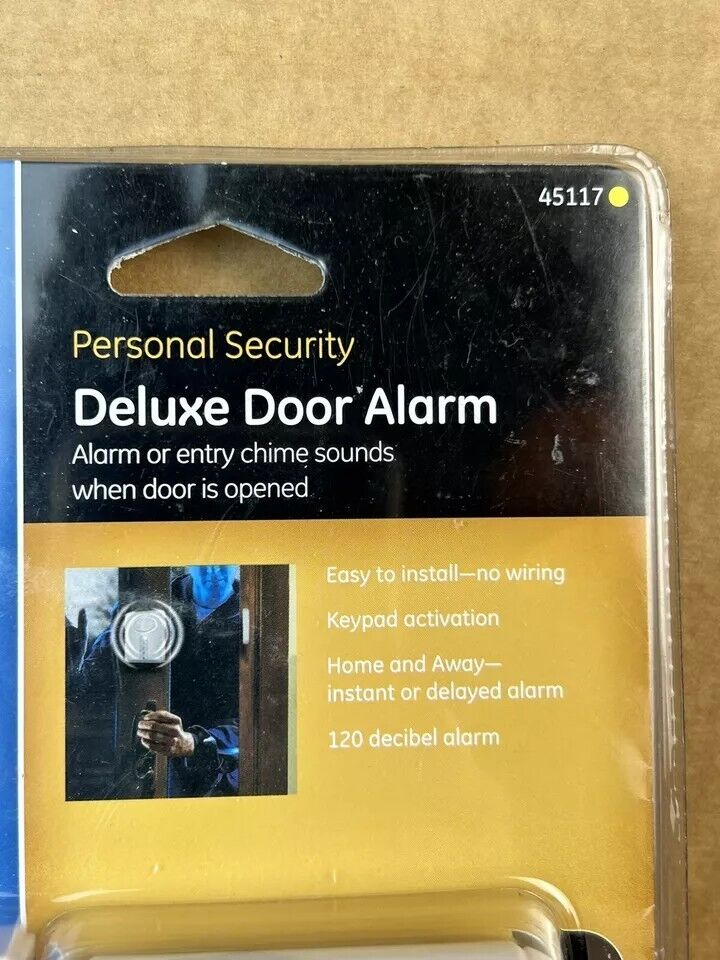 45117
Personal Security
Deluxe Door Alarm
Alarm or entry chime sounds
when door is opened
Easy to install—no wiring
Keypad activation
Home and Away—
instant or delayed alarm
120 decibel alarm